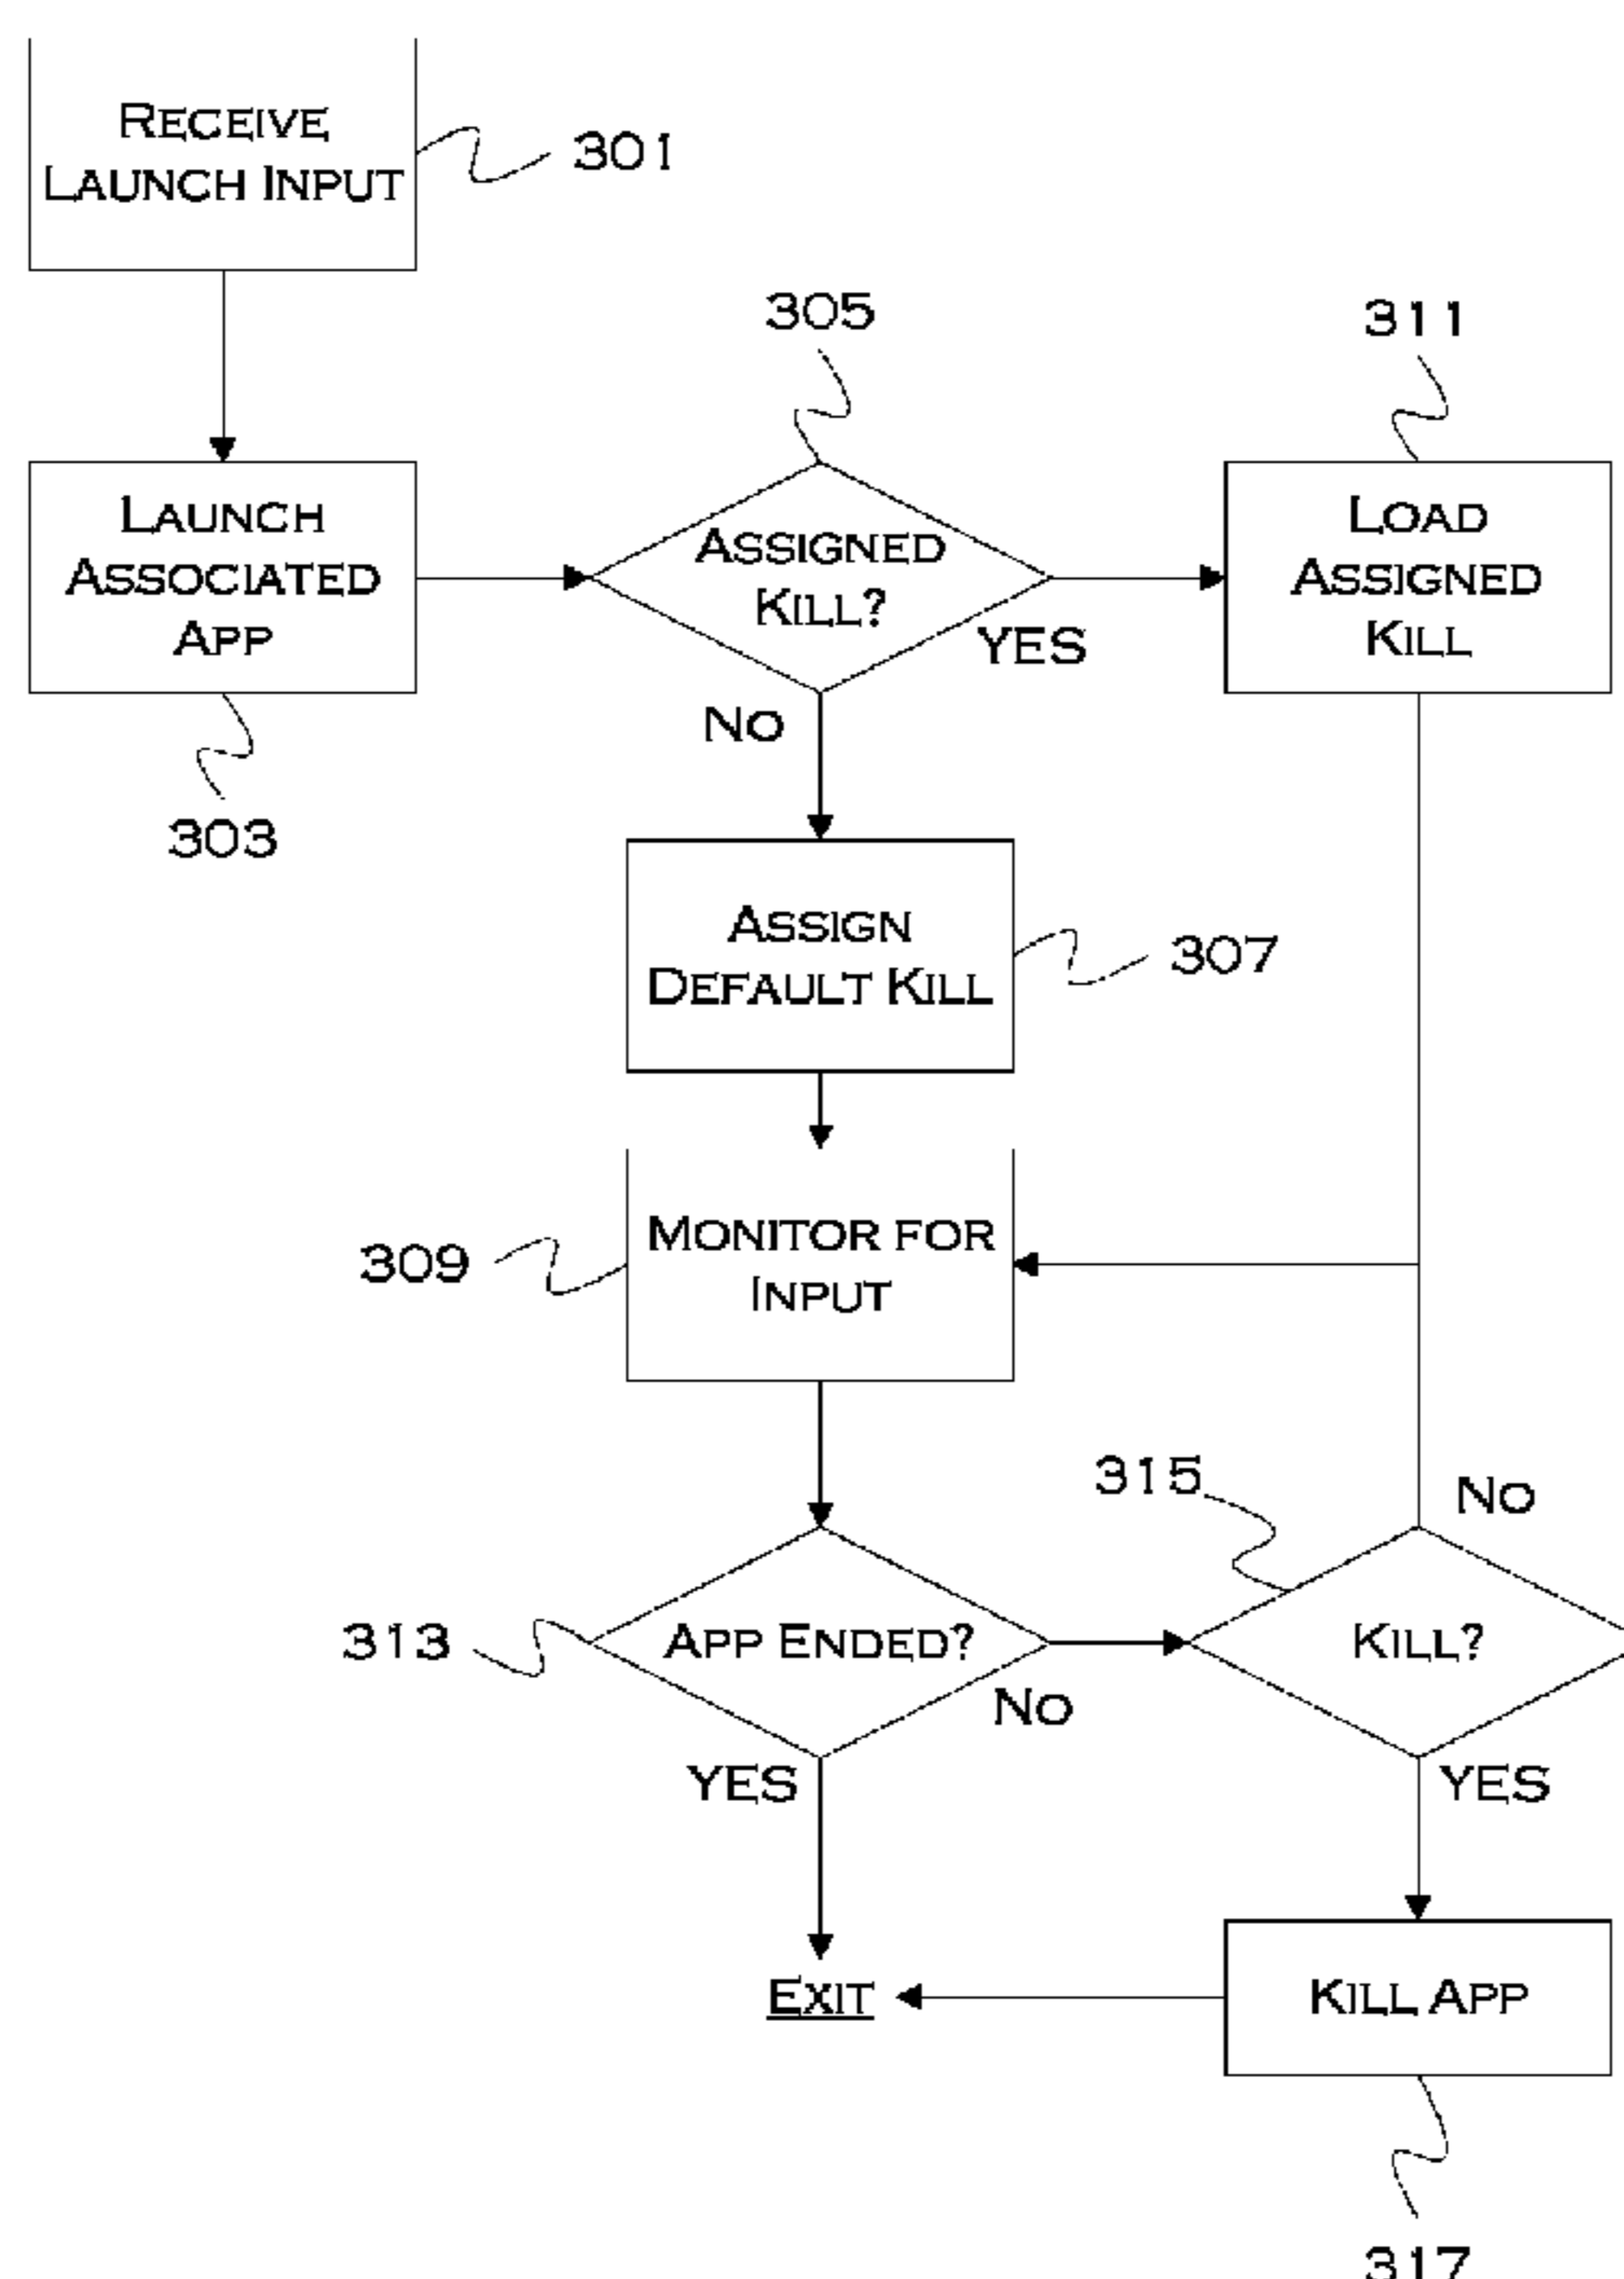 RECEIVE
LAUNCH INPUT
301
305
311
LAUNCH
ASSOCIATED
APP
ASSIGNED
KILL?
LOAD
ASSIGNED
KILL
YES
NO
303
ASSIGN
DEFAULT KILL
307
MONITOR FOR
INPUT
309
315
NO
313
APP ENDED?
KILL?
NO
YES
YES
EXIT
KILL APP
317